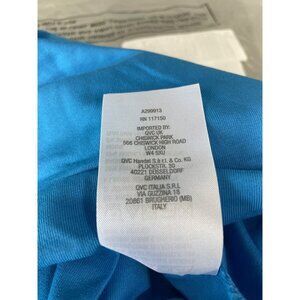 A299913
RN 117150
IMPORTED BY:
QVC UK
CHISWICK PARK
566 CHISWICK HIGH ROAD
LONDON
W4 5XU
QVC Handel S.à r.l. & Co. KG
PLOCKSTR. 30
40221 DÜSSELDORF
GERMANY
QVC ITALIA S.R.L
VIA GUZZINA 18
20861 BRUGHERIO (MB)
ITALY